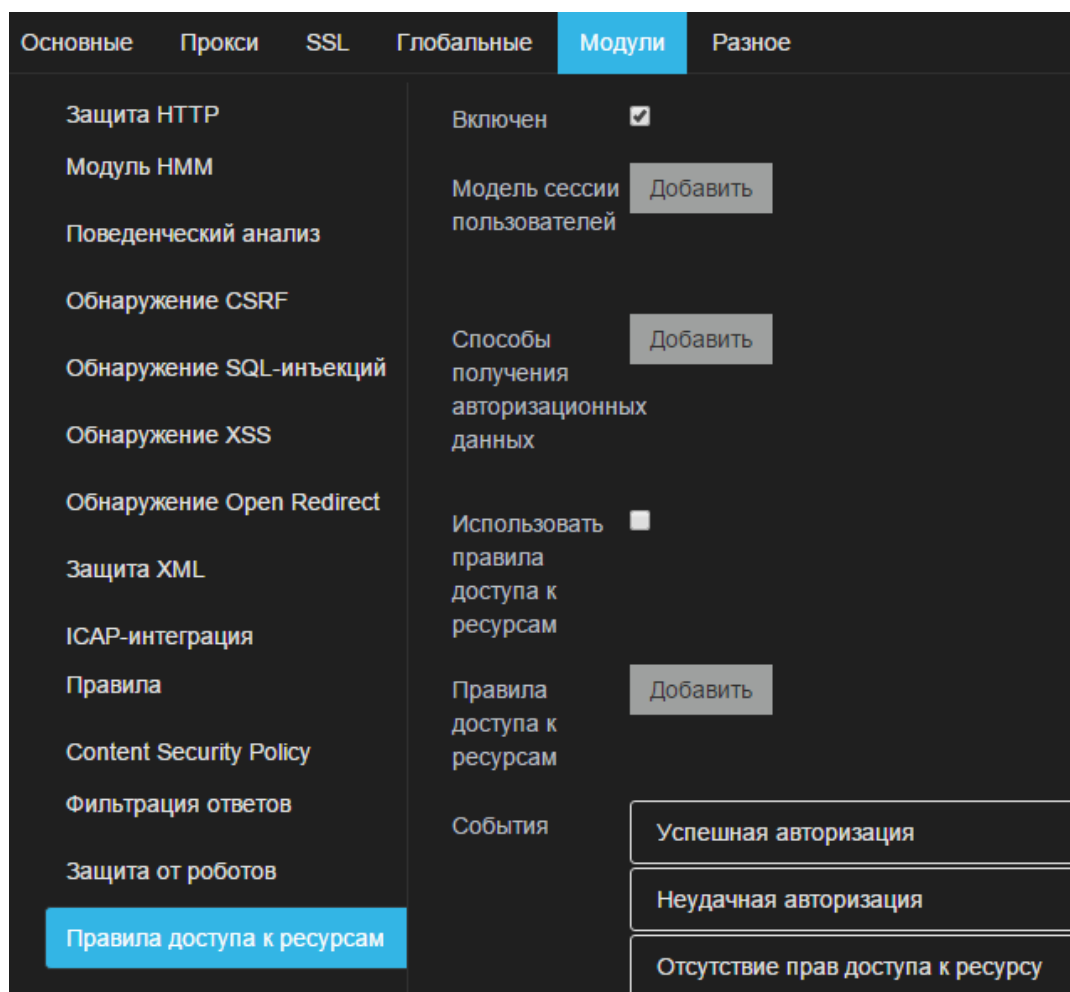 Основные Прокси SSL Глобальные Модули Разное
Защита HTTP
Модуль HMM
Поведенческий анализ
Обнаружение CSRF
Обнаружение SQL-инъекций
Обнаружение XSS
Обнаружение Open Redirect
Защита XML
ICAP-интеграция
Правила
Content Security Policy
Фильтрация ответов
Защита от роботов
Правила доступа к ресурсам
Включен
Модель сессии
пользователей
Добавить
Способы
получения
авторизационных
данных
Добавить
Использовать
правила
доступа к
ресурсам
Правила
доступа к
ресурсам
Добавить
События
Успешная авторизация
Неудачная авторизация
Отсутствие прав доступа к ресурсу